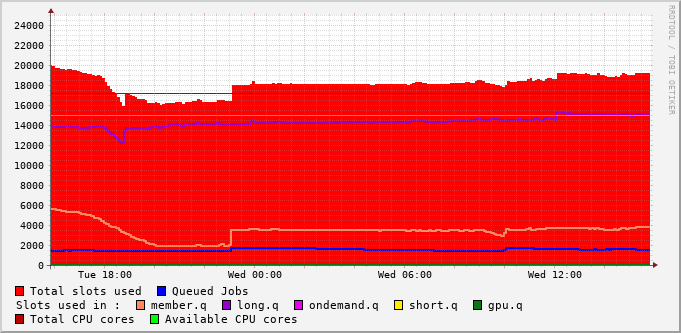 24000
22000
20000
18000
16000
14000
12000
10000
8000
6000
4000
2000
0
Tue 18:00 Wed 00:00 Wed 06:00 Wed 12:00
Total slots used Queued Jobs
Slots used in : member.q long.q ondemand.q short.q gpu.q
Total CPU cores Available CPU cores
RRDTOOL / TOBI OETIKER